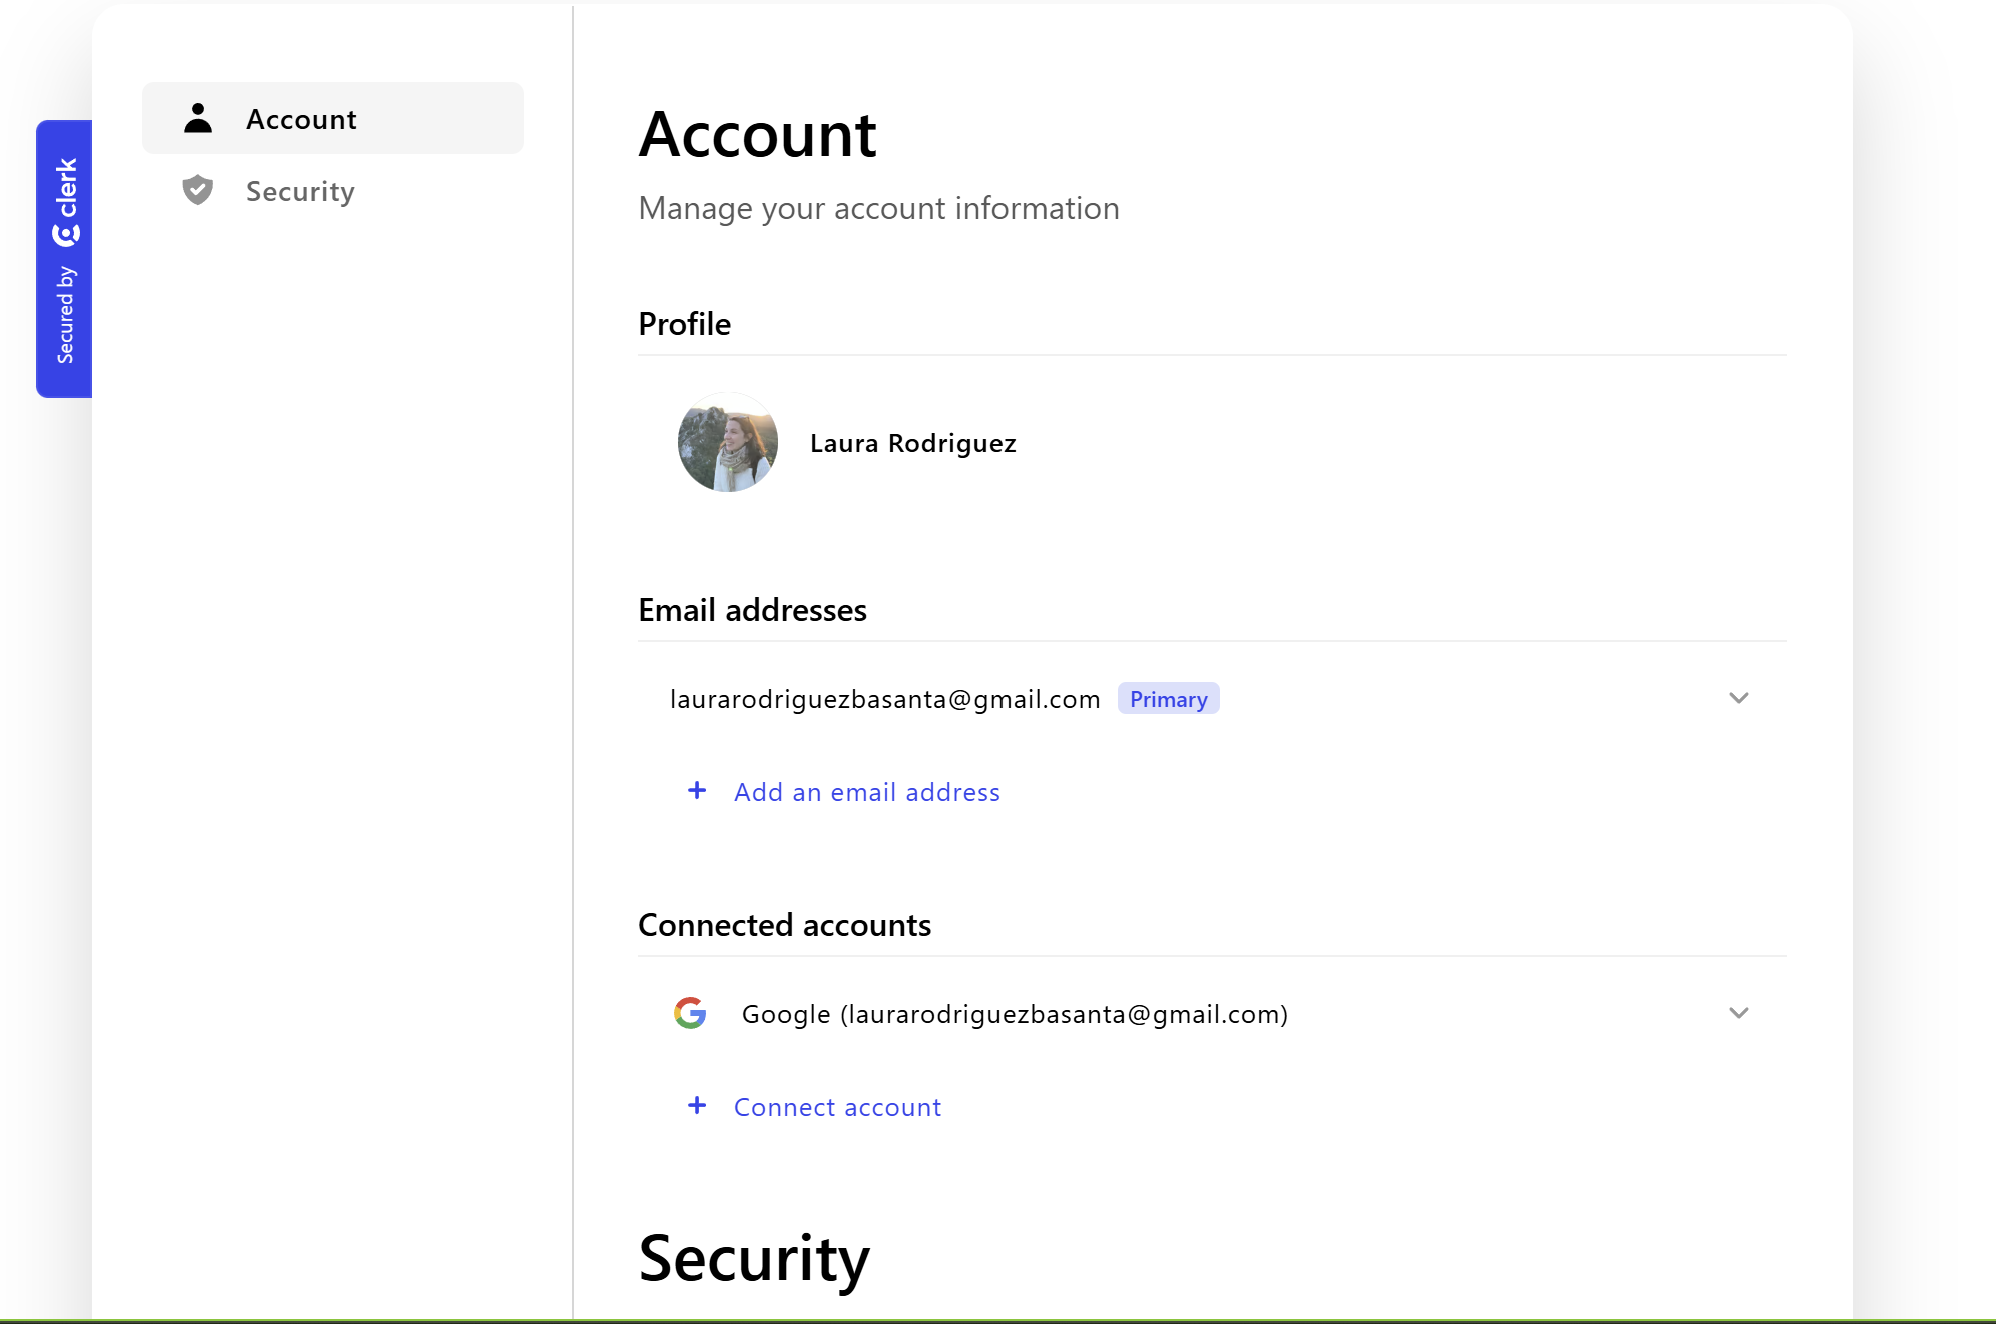 Account
Security
Secured by clerk
Account
Manage your account information
Profile
Laura Rodriguez
Email addresses
laurarodriguezbasanta@gmail.com Primary
+ Add an email address
Connected accounts
Google (laurarodriguezbasanta@gmail.com)
+ Connect account
Security